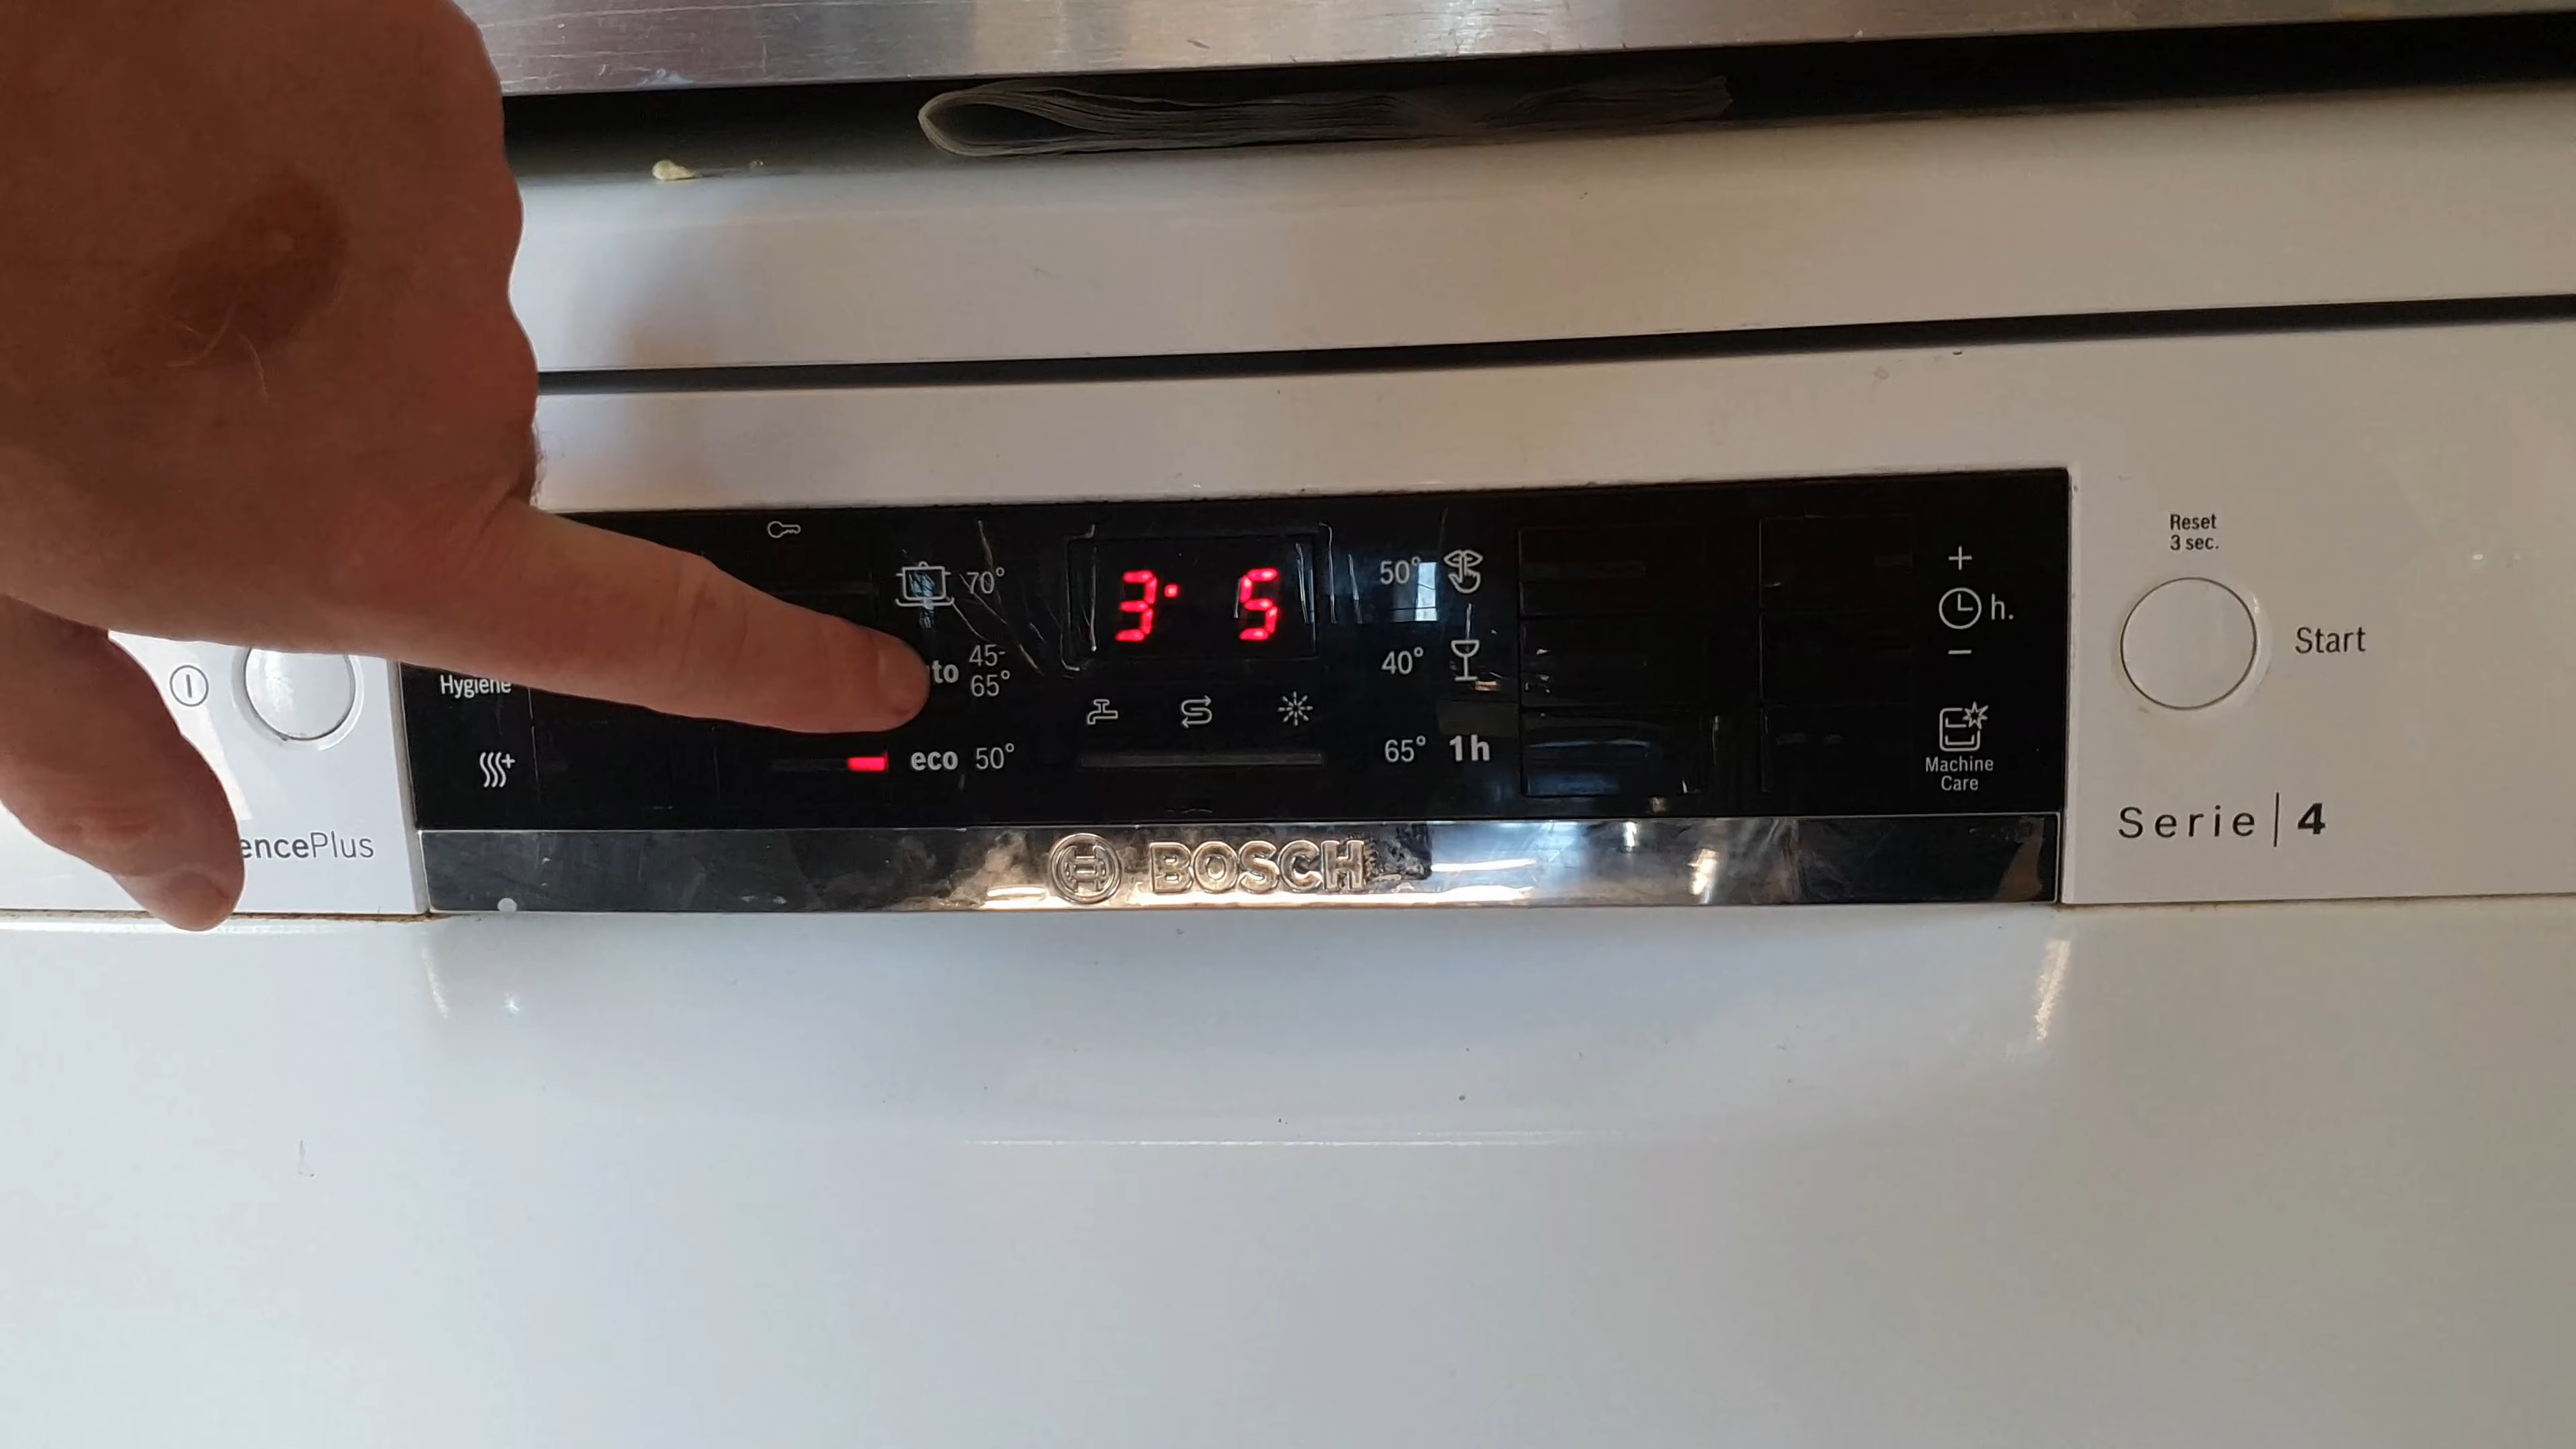 Reset
3 sec.
70°
3. 5
50°
+
h.
Start
Hygiene
to 45-
65°
40°
−
eco 50°
65° 1h
Machine
Care
encePlus
BOSCH
Serie | 4